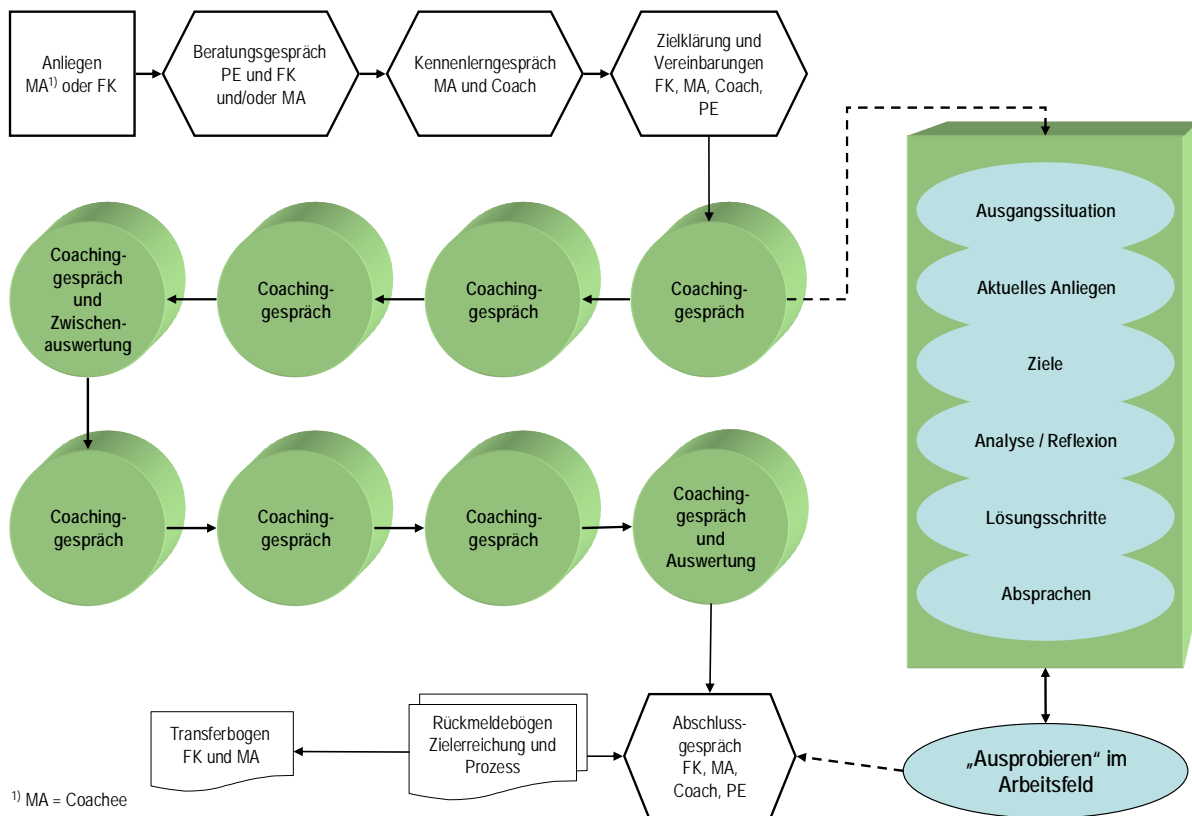 Anliegen
MA¹⁾ oder FK
Beratungsgespräch
PE und FK
und/oder MA
Kennenlerngespräch
MA und Coach
Zielklärung und
Vereinbarungen
FK, MA, Coach,
PE
Coaching-
gespräch
und
Zwischen-
auswertung
Coaching-
gespräch
Coaching-
gespräch
Coaching-
gespräch
Coaching-
gespräch
Coaching-
gespräch
Coaching-
gespräch
Coaching-
gespräch
und
Auswertung
Ausgangssituation
Aktuelles Anliegen
Ziele
Analyse / Reflexion
Lösungsschritte
Absprachen
Transferbogen
FK und MA
Rückmeldebögen
Zielerreichung und
Prozess
Abschluss-
gespräch
FK, MA,
Coach, PE
„Ausprobieren“ im
Arbeitsfeld
¹⁾ MA = Coachee